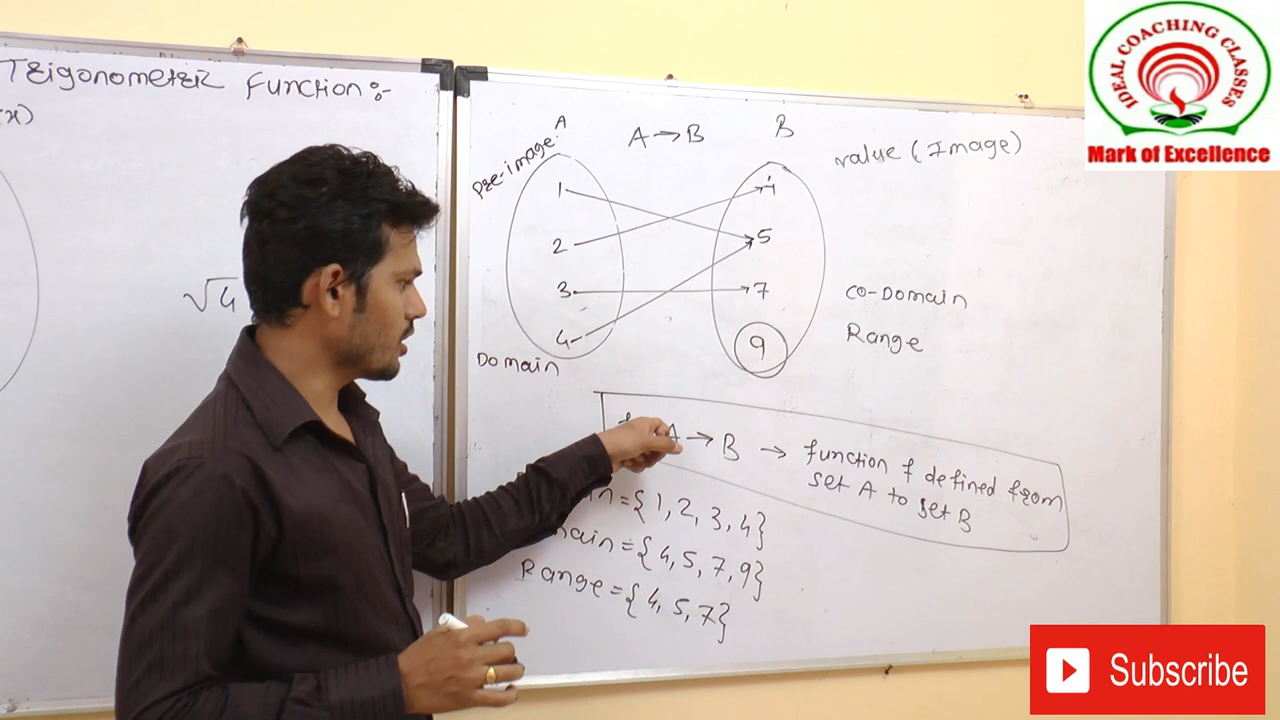 Trigonometer Function:-
(x)
√4
A
A → B
B
Pre-image
value (Image)
1
2
3
4
4
5
7
9
Domain
Co-Domain
Range
A → B → function f defined from
set A to set B
= {1, 2, 3, 4}
= {4, 5, 7, 9}
Range = {4, 5, 7}
IDEAL COACHING CLASSES
Mark of Excellence
Subscribe